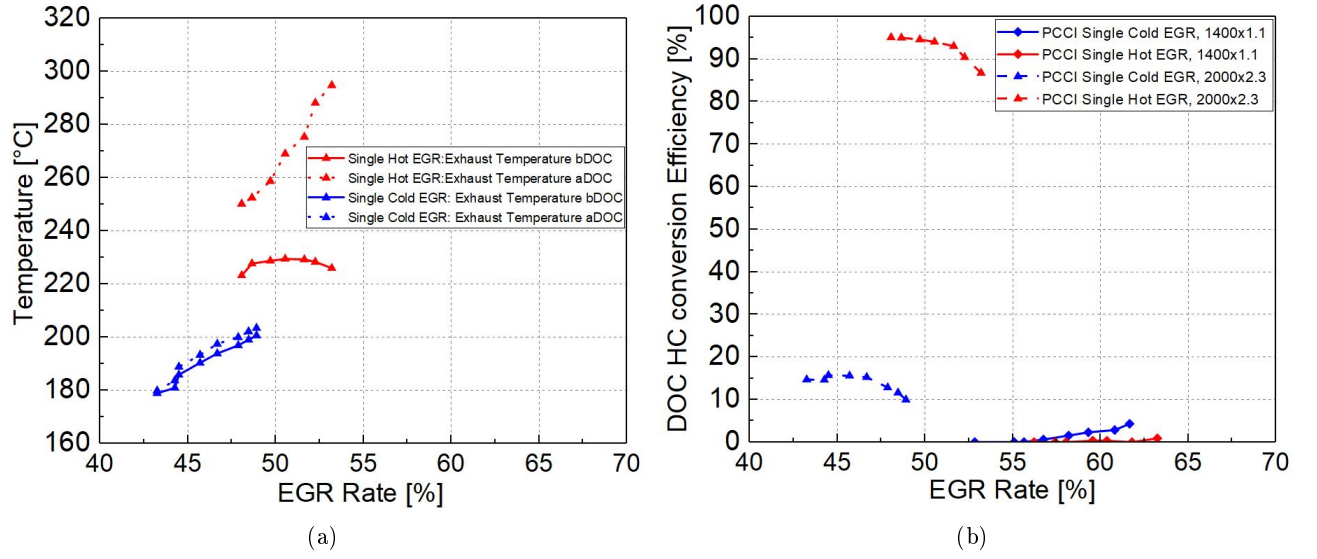 320
300
280
260
240
220
200
180
160
Temperature [°C]
Single Hot EGR:Exhaust Temperature bDOC
Single Hot EGR:Exhaust Temperature aDOC
Single Cold EGR: Exhaust Temperature bDOC
Single Cold EGR: Exhaust Temperature aDOC
40 45 50 55 60 65 70
EGR Rate [%]
(a)
100
90
80
70
60
50
40
30
20
10
0
DOC HC conversion Efficiency [%]
PCCI Single Cold EGR, 1400x1.1
PCCI Single Hot EGR, 1400x1.1
PCCI Single Cold EGR, 2000x2.3
PCCI Single Hot EGR, 2000x2.3
40 45 50 55 60 65 70
EGR Rate [%]
(b)